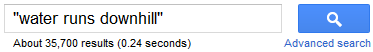 "water runs downhill"
About 35,700 results (0.24 seconds)
Advanced search